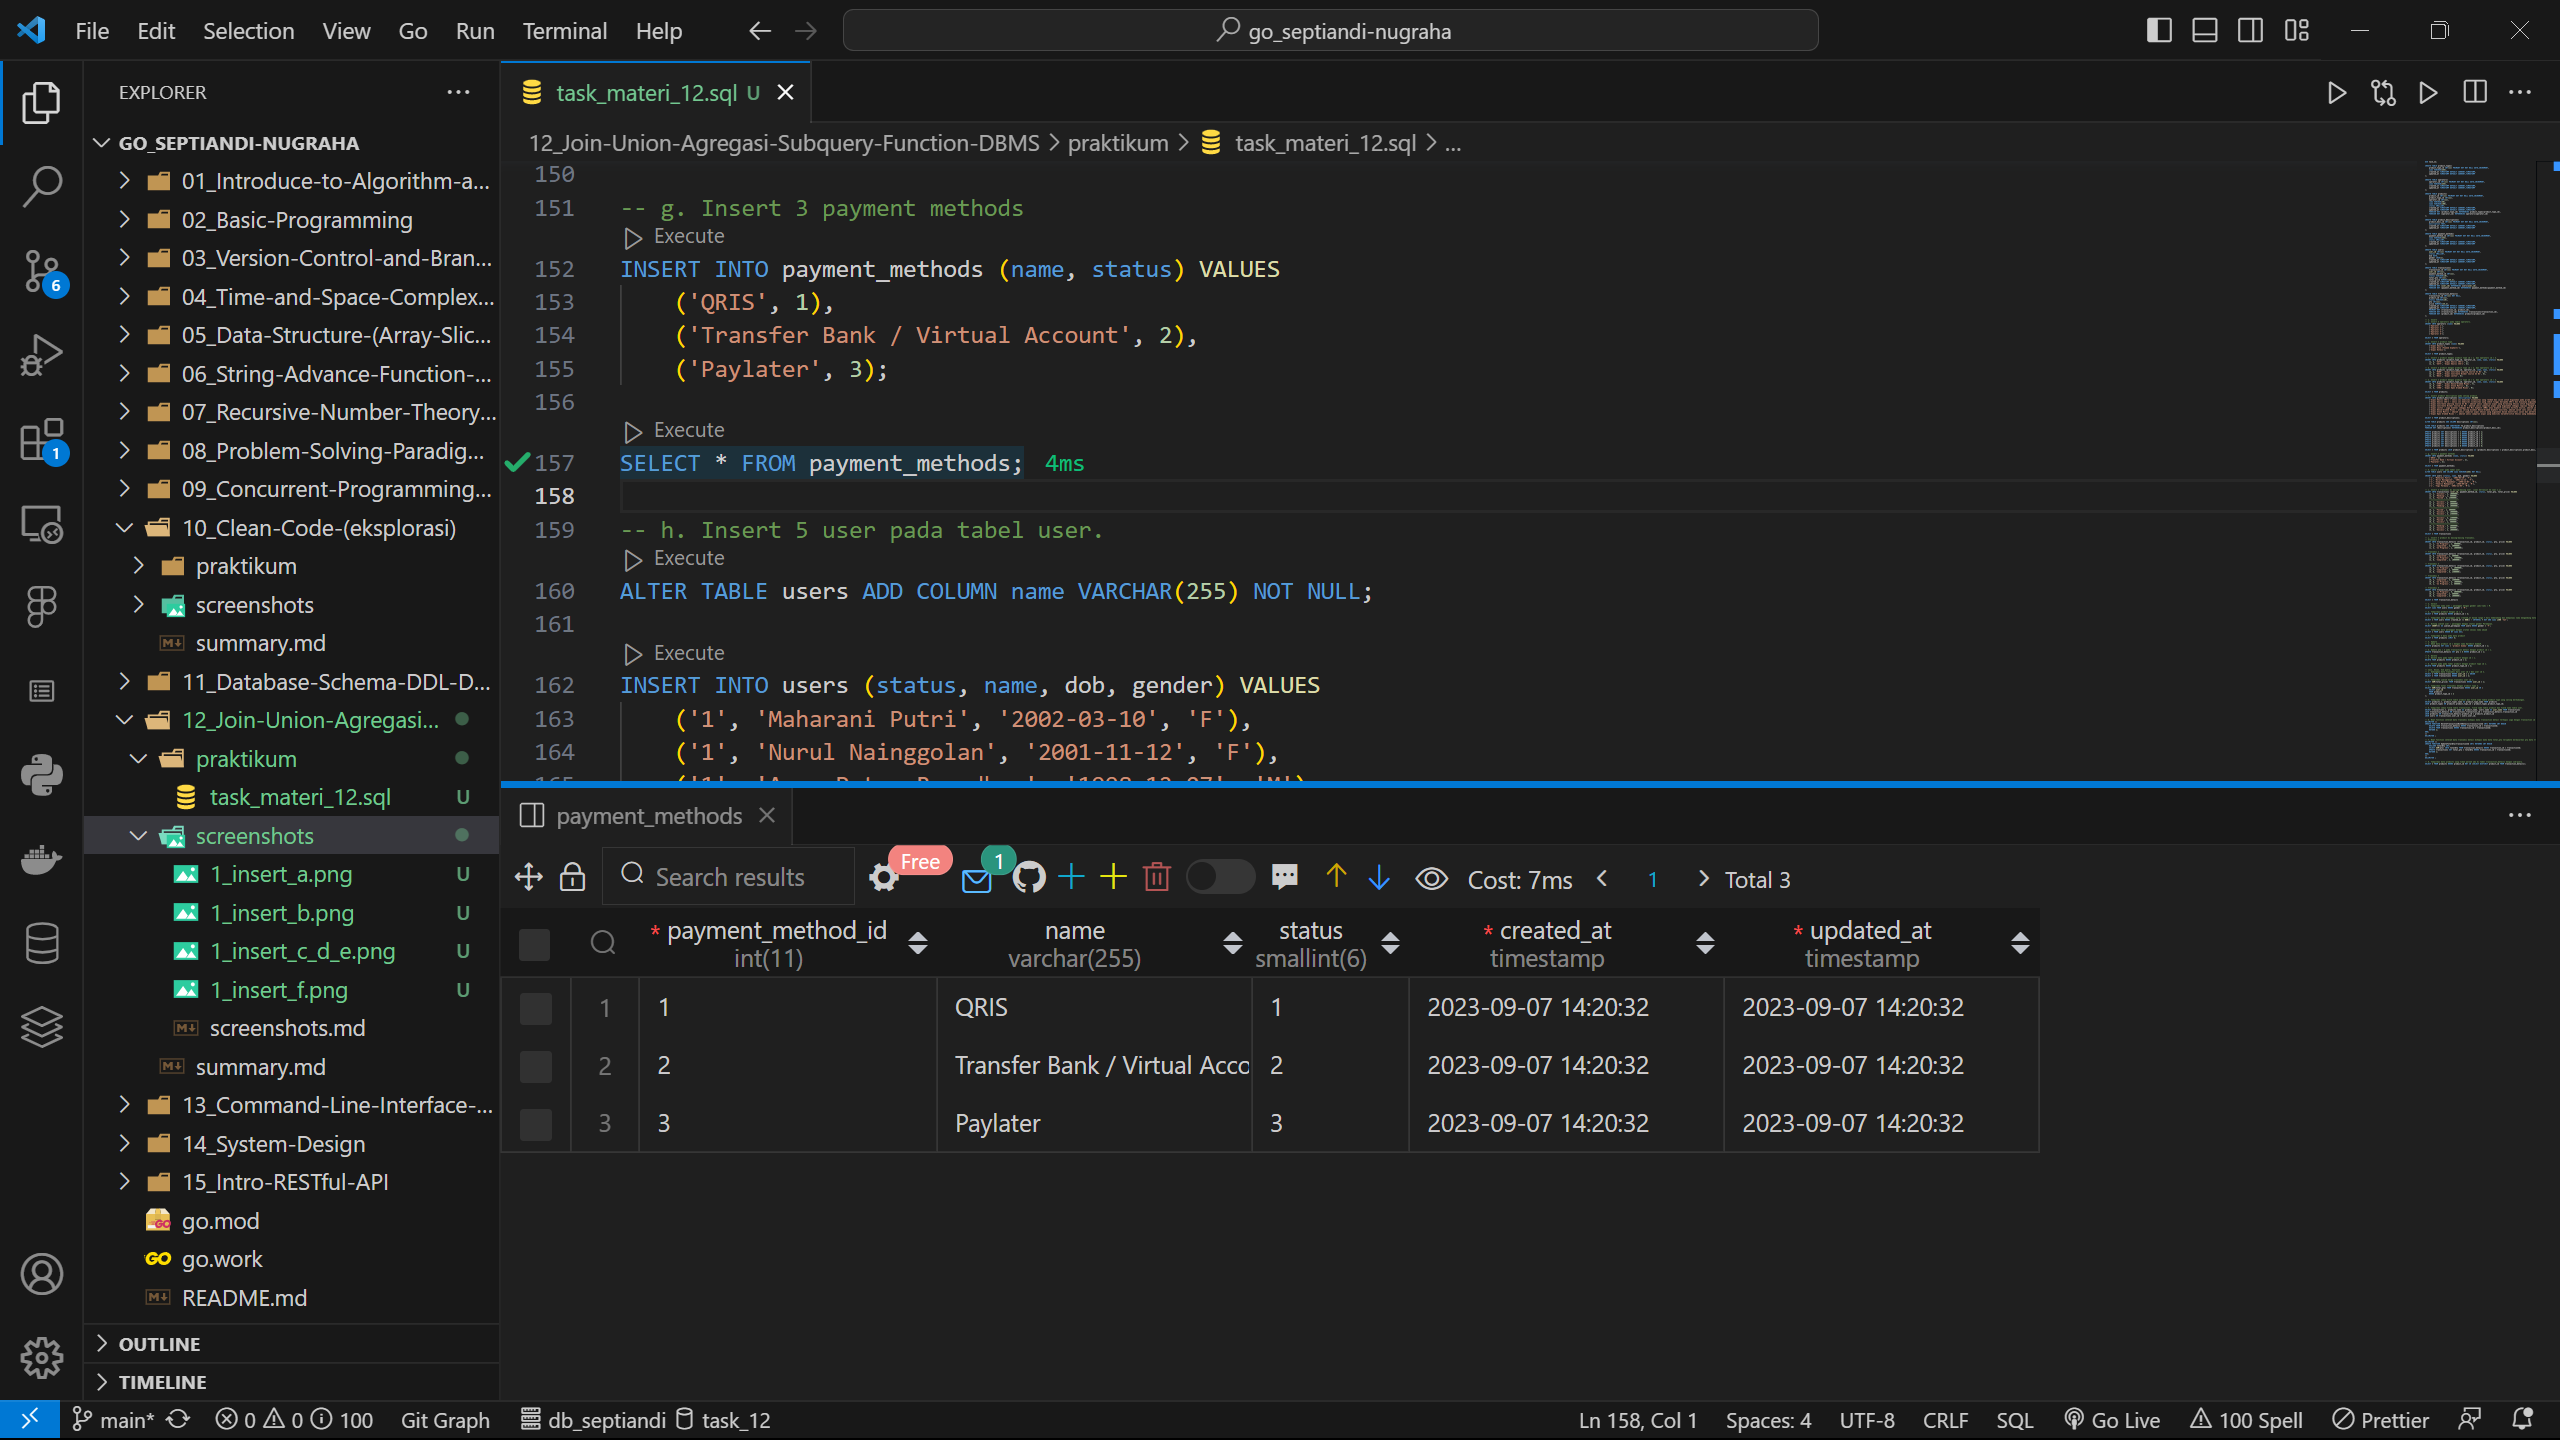 File Edit Selection View Go Run Terminal Help
go_septiandi-nugraha
EXPLORER
GO_SEPTIANDI-NUGRAHA
01_Introduce-to-Algorithm-a...
02_Basic-Programming
03_Version-Control-and-Bran...
04_Time-and-Space-Complex...
05_Data-Structure-(Array-Slic...
06_String-Advance-Function-...
07_Recursive-Number-Theory...
08_Problem-Solving-Paradig...
09_Concurrent-Programming...
10_Clean-Code-(eksplorasi)
praktikum
screenshots
summary.md
11_Database-Schema-DDL-D...
12_Join-Union-Agregasi...
praktikum
task_materi_12.sql U
screenshots
1_insert_a.png U
1_insert_b.png U
1_insert_c_d_e.png U
1_insert_f.png U
screenshots.md
summary.md
13_Command-Line-Interface-...
14_System-Design
15_Intro-RESTful-API
go.mod
go.work
README.md
OUTLINE
TIMELINE
6
1
task_materi_12.sql U
12_Join-Union-Agregasi-Subquery-Function-DBMS > praktikum > task_materi_12.sql > ...
150
151 -- g. Insert 3 payment methods
Execute
152 INSERT INTO payment_methods (name, status) VALUES
153 ('QRIS', 1),
154 ('Transfer Bank / Virtual Account', 2),
155 ('Paylater', 3);
156
Execute
157 SELECT * FROM payment_methods; 4ms
158
159 -- h. Insert 5 user pada tabel user.
Execute
160 ALTER TABLE users ADD COLUMN name VARCHAR(255) NOT NULL;
161
Execute
162 INSERT INTO users (status, name, dob, gender) VALUES
163 ('1', 'Maharani Putri', '2002-03-10', 'F'),
164 ('1', 'Nurul Nainggolan', '2001-11-12', 'F'),
payment_methods
Search results Free 1 Cost: 7ms < 1 > Total 3
* payment_method_id name status * created_at * updated_at
int(11) varchar(255) smallint(6) timestamp timestamp
1 1 QRIS 1 2023-09-07 14:20:32 2023-09-07 14:20:32
2 2 Transfer Bank / Virtual Acco 2 2023-09-07 14:20:32 2023-09-07 14:20:32
3 3 Paylater 3 2023-09-07 14:20:32 2023-09-07 14:20:32
main* 0 0 100 Git Graph db_septiandi task_12 Ln 158, Col 1 Spaces: 4 UTF-8 CRLF SQL Go Live 100 Spell Prettier